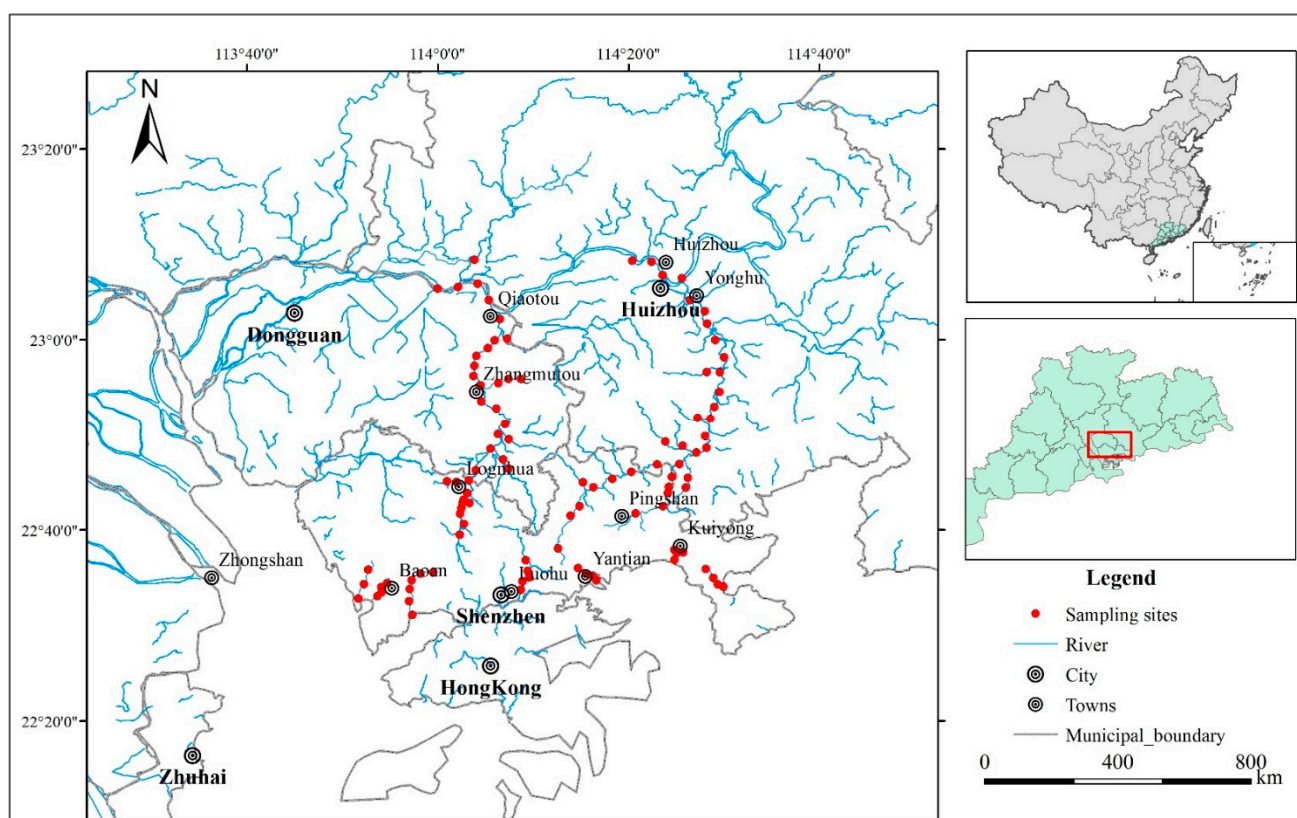 113°40'0"
114°0'0"
114°20'0"
114°40'0"
N
23°20'0"
23°0'0"
22°40'0"
22°20'0"
Huizhou
Yonghu
Qiaotou
Huizhou
Dongguan
Zhangmutou
Lognhua
Pingshan
Kuiyong
Zhongshan
Baoan
Luohu
Yantian
Shenzhen
HongKong
Zhuhai
Legend
Sampling sites
River
City
Towns
Municipal_boundary
0 400 800
km